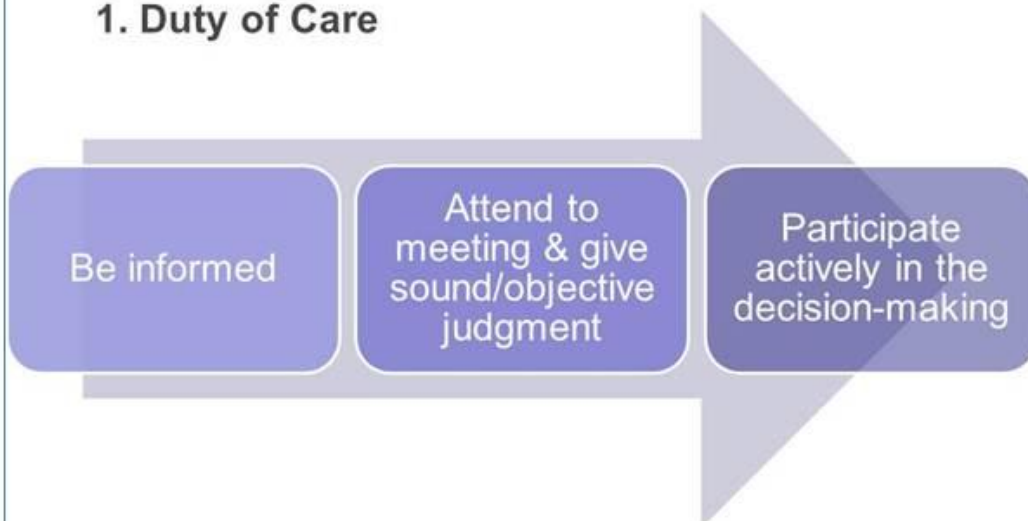 1. Duty of Care
Be informed
Attend to
meeting & give
sound/objective
judgment
Participate
actively in the
decision-making